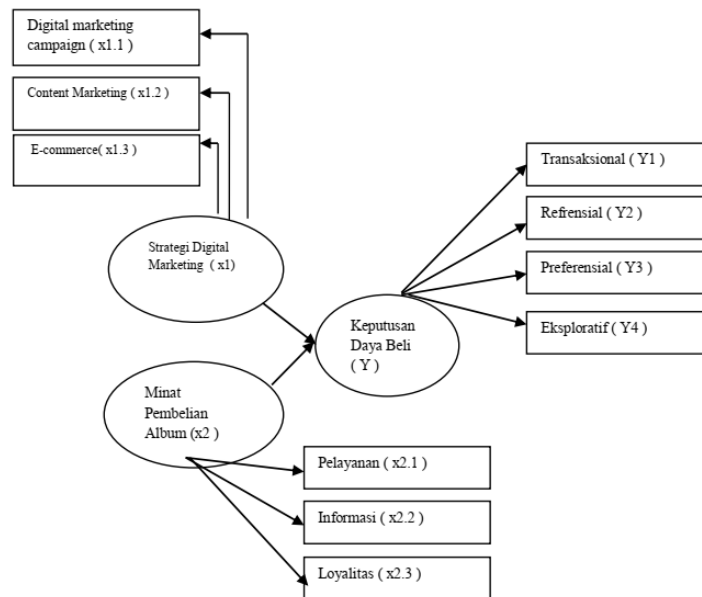 Digital marketing
campaign ( x1.1 )
Content Marketing ( x1.2 )
E-commerce( x1.3 )
Strategi Digital
Marketing ( x1)
Minat
Pembelian
Album (x2 )
Keputusan
Daya Beli
( Y )
Transaksional ( Y1 )
Refrensial ( Y2 )
Preferensial ( Y3 )
Eksploratif ( Y4 )
Pelayanan ( x2.1 )
Informasi ( x2.2 )
Loyalitas ( x2.3 )